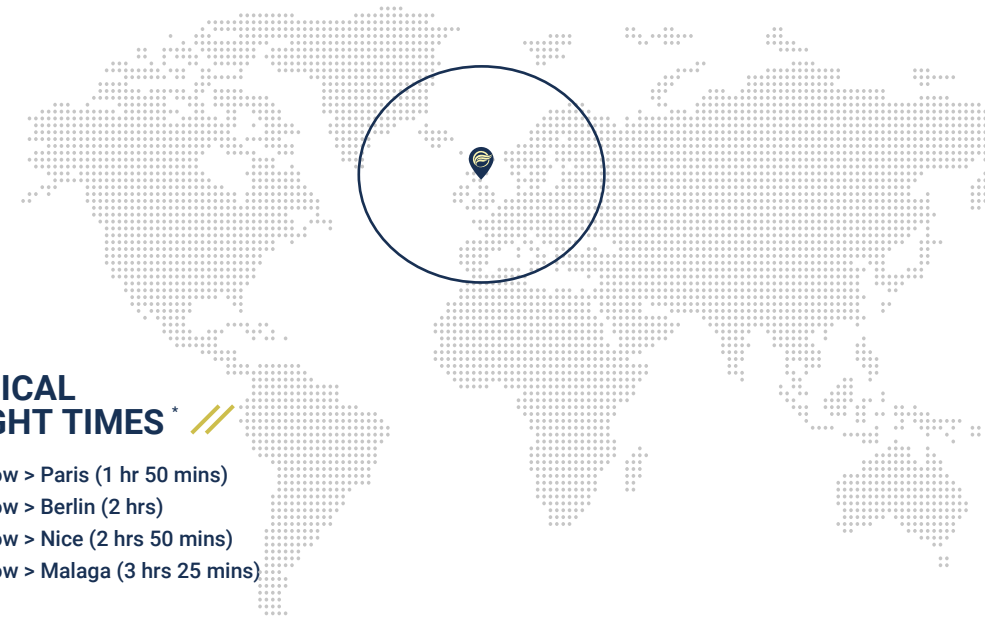 ICAL
GHT TIMES *
ow > Paris (1 hr 50 mins)
ow > Berlin (2 hrs)
ow > Nice (2 hrs 50 mins)
ow > Malaga (3 hrs 25 mins)